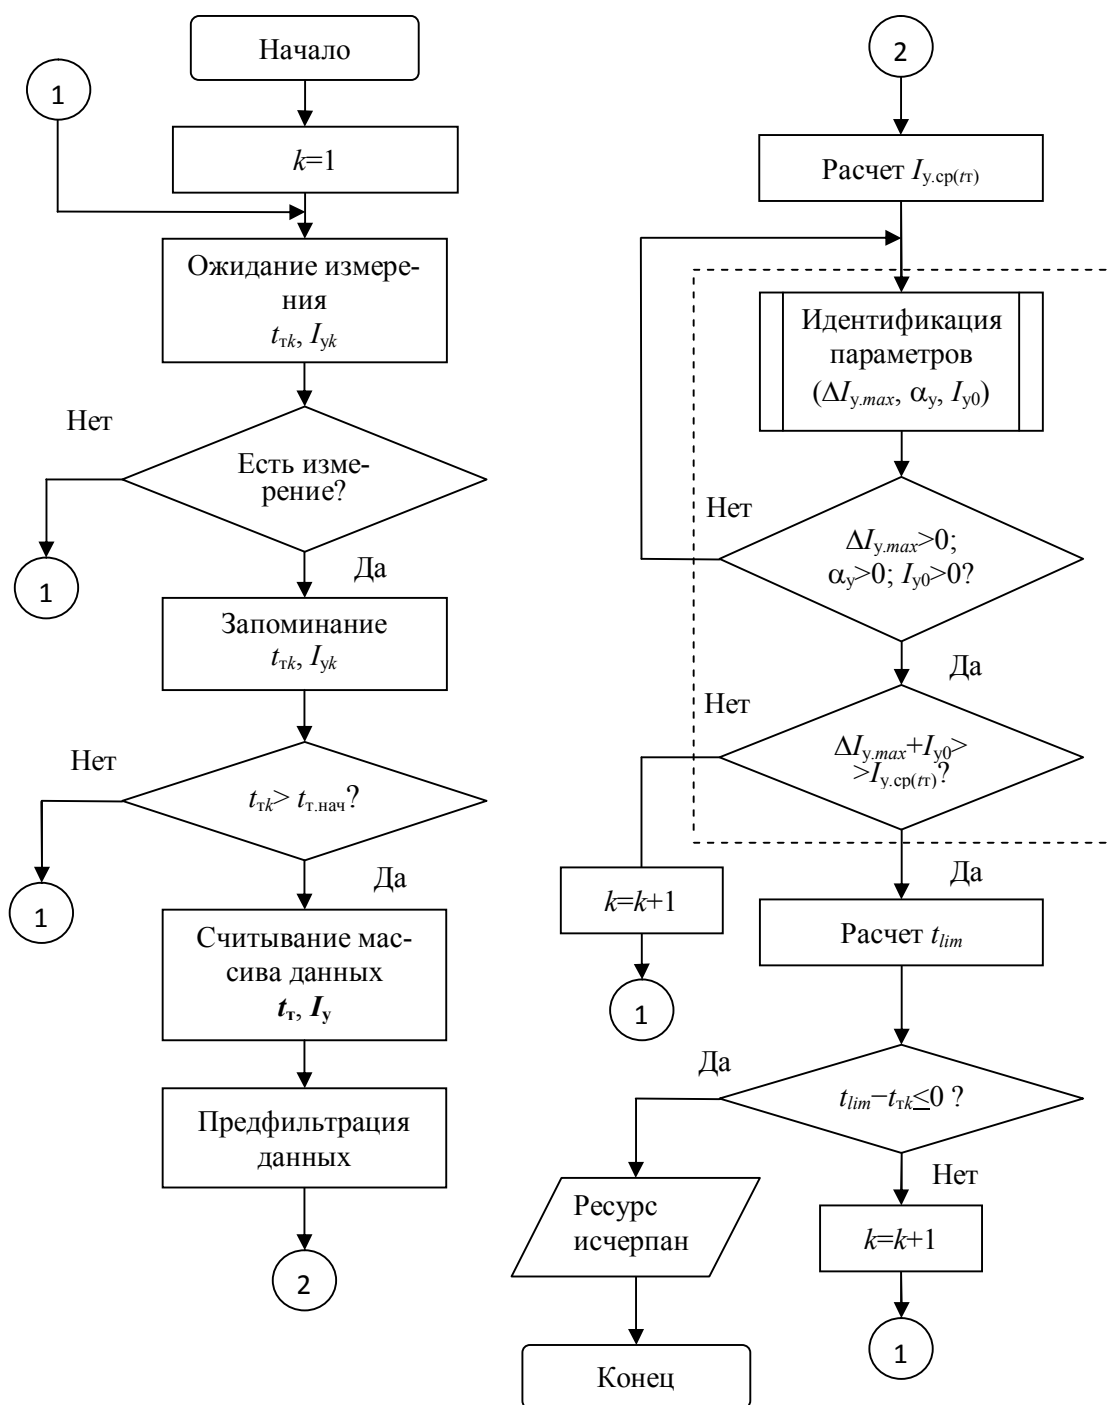 Начало
1
k=1
Ожидание измере-
ния
tтk, Iуk
Нет
Есть изме-
рение?
Да
1
Запоминание
tтk, Iуk
Нет
tтk> tт.нач?
Да
1
Считывание мас-
сива данных
tт, Iу
Предфильтрация
данных
2
2
Расчет Iу.ср(tт)
Идентификация
параметров
(ΔIу.max, αу, Iу0)
Нет
ΔIу.max>0;
αу>0; Iу0>0?
Да
Нет
ΔIу.max+Iу0>
>Iу.ср(tт)?
Да
k=k+1
1
Расчет tlim
Да
tlim−tтk≤0 ?
Нет
Ресурс
исчерпан
k=k+1
1
Конец